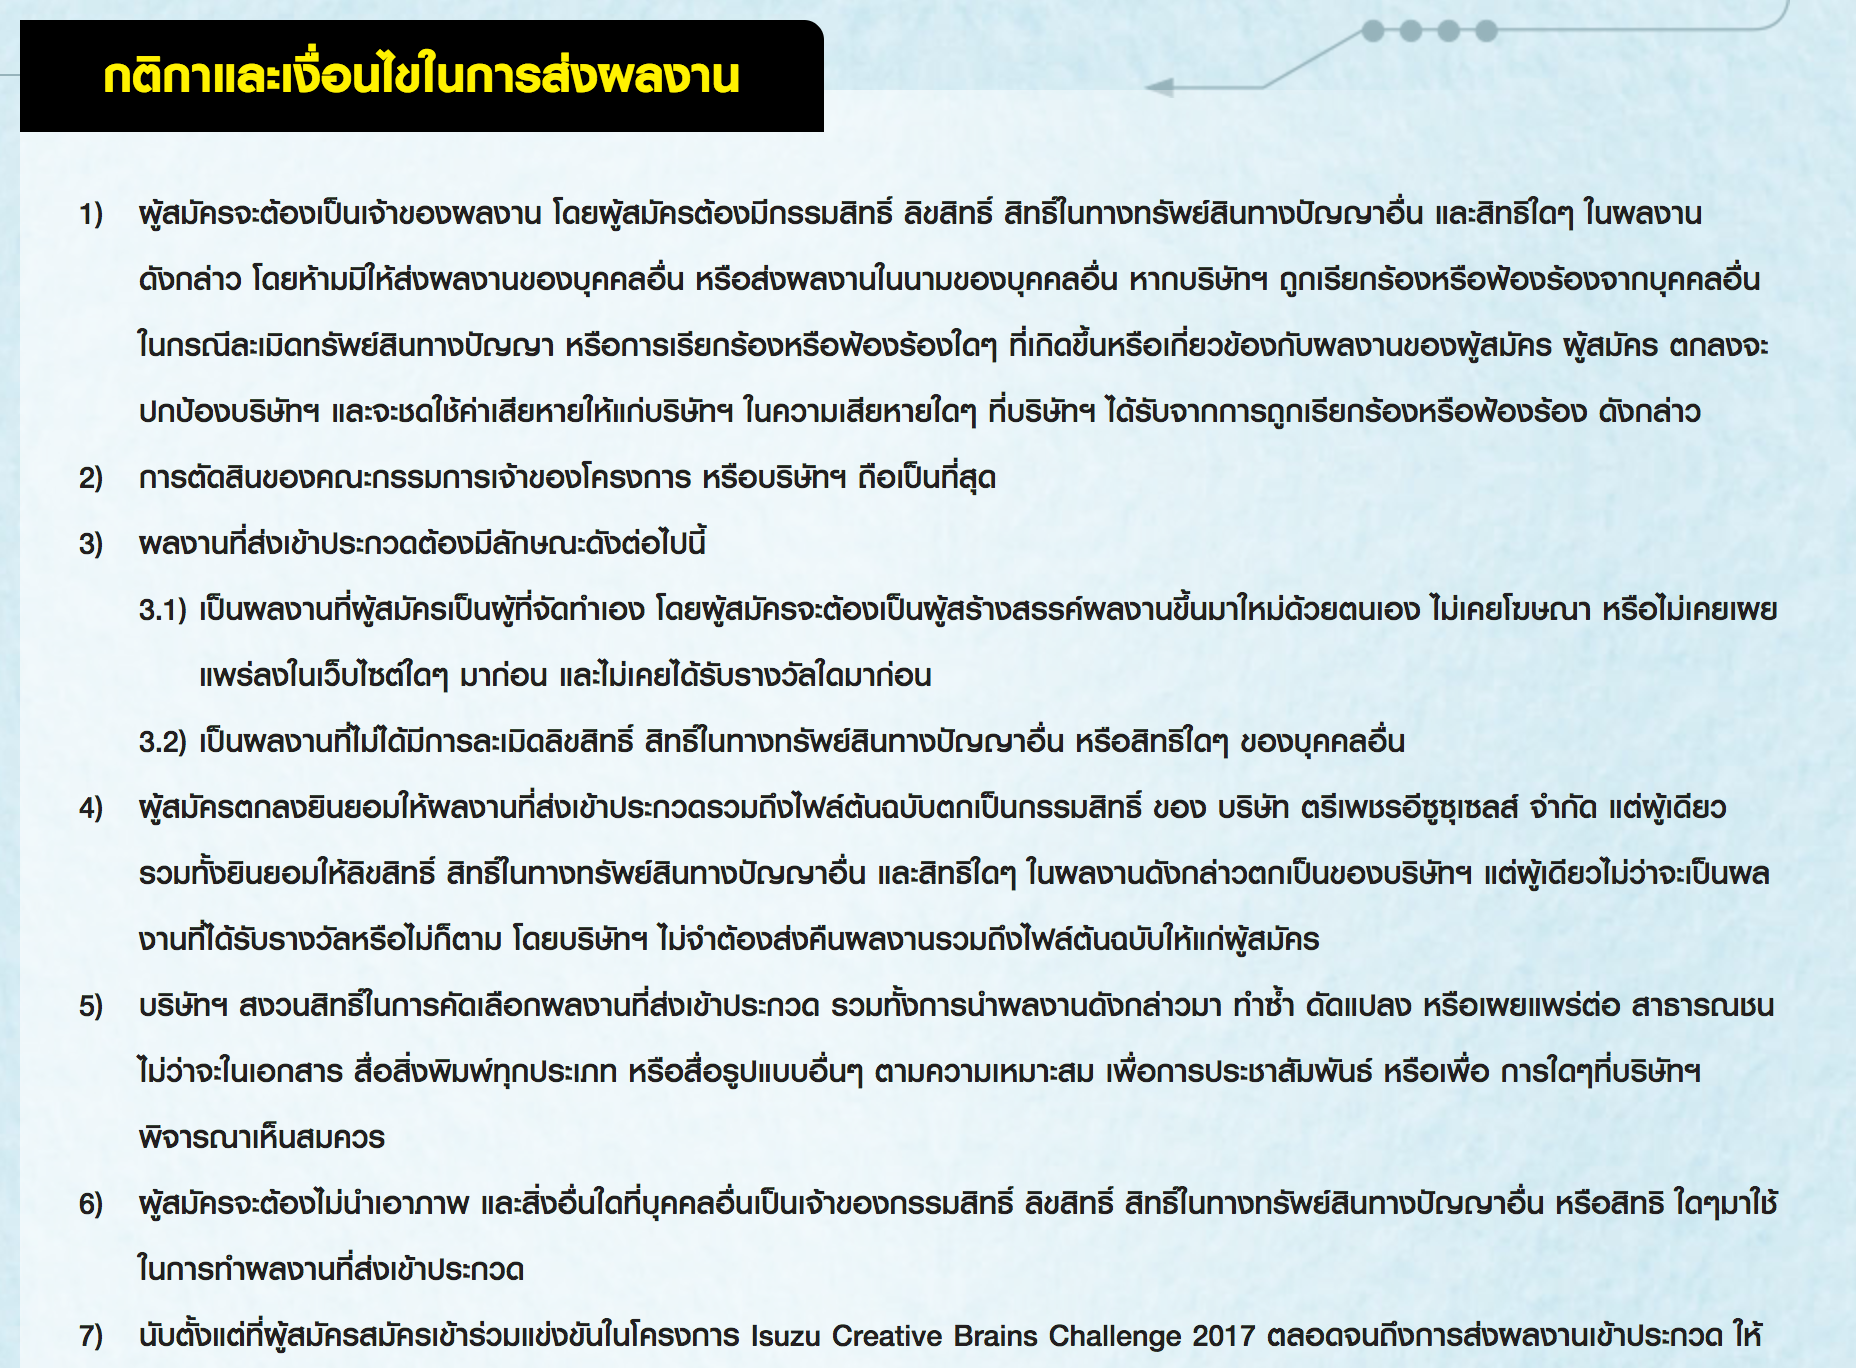 กติกาและเงื่อนไขในการส่งผลงาน
1) ผู้สมัครจะต้องเป็นเจ้าของผลงาน โดยผู้สมัครต้องมีกรรมสิทธิ์ ลิขสิทธิ์ สิทธิ์ในทางทรัพย์สินทางปัญญาอื่น และสิทธิใดๆ ในผลงาน
ดังกล่าว โดยห้ามมิให้ส่งผลงานของบุคคลอื่น หรือส่งผลงานในนามของบุคคลอื่น หากบริษัทฯ ถูกเรียกร้องหรือฟ้องร้องจากบุคคลอื่น
ในกรณีละเมิดทรัพย์สินทางปัญญา หรือการเรียกร้องหรือฟ้องร้องใดๆ ที่เกิดขึ้นหรือเกี่ยวข้องกับผลงานของผู้สมัคร ผู้สมัคร ตกลงจะ
ปกป้องบริษัทฯ และจะชดใช้ค่าเสียหายให้แก่บริษัทฯ ในความเสียหายใดๆ ที่บริษัทฯ ได้รับจากการถูกเรียกร้องหรือฟ้องร้อง ดังกล่าว
2) การตัดสินของคณะกรรมการเจ้าของโครงการ หรือบริษัทฯ ถือเป็นที่สุด
3) ผลงานที่ส่งเข้าประกวดต้องมีลักษณะดังต่อไปนี้
3.1) เป็นผลงานที่ผู้สมัครเป็นผู้ที่จัดทำเอง โดยผู้สมัครจะต้องเป็นผู้สร้างสรรค์ผลงานขึ้นมาใหม่ด้วยตนเอง ไม่เคยโฆษณา หรือไม่เคยเผย
แพร่ลงในเว็บไซต์ใดๆ มาก่อน และไม่เคยได้รับรางวัลใดมาก่อน
3.2) เป็นผลงานที่ไม่ได้มีการละเมิดลิขสิทธิ์ สิทธิ์ในทางทรัพย์สินทางปัญญาอื่น หรือสิทธิใดๆ ของบุคคลอื่น
4) ผู้สมัครตกลงยินยอมให้ผลงานที่ส่งเข้าประกวดรวมถึงไฟล์ต้นฉบับตกเป็นกรรมสิทธิ์ ของ บริษัท ตรีเพชรอีซูซุเซลส์ จำกัด แต่ผู้เดียว
รวมทั้งยินยอมให้ลิขสิทธิ์ สิทธิ์ในทางทรัพย์สินทางปัญญาอื่น และสิทธิใดๆ ในผลงานดังกล่าวตกเป็นของบริษัทฯ แต่ผู้เดียวไม่ว่าจะเป็นผล
งานที่ได้รับรางวัลหรือไม่ก็ตาม โดยบริษัทฯ ไม่จำต้องส่งคืนผลงานรวมถึงไฟล์ต้นฉบับให้แก่ผู้สมัคร
5) บริษัทฯ สงวนสิทธิ์ในการคัดเลือกผลงานที่ส่งเข้าประกวด รวมทั้งการนำผลงานดังกล่าวมา ทำซ้ำ ดัดแปลง หรือเผยแพร่ต่อ สาธารณชน
ไม่ว่าจะในเอกสาร สื่อสิ่งพิมพ์ทุกประเภท หรือสื่อรูปแบบอื่นๆ ตามความเหมาะสม เพื่อการประชาสัมพันธ์ หรือเพื่อ การใดๆที่บริษัทฯ
พิจารณาเห็นสมควร
6) ผู้สมัครจะต้องไม่นำเอาภาพ และสิ่งอื่นใดที่บุคคลอื่นเป็นเจ้าของกรรมสิทธิ์ ลิขสิทธิ์ สิทธิ์ในทางทรัพย์สินทางปัญญาอื่น หรือสิทธิ ใดๆมาใช้
ในการทำผลงานที่ส่งเข้าประกวด
7) นับตั้งแต่ที่ผู้สมัครสมัครเข้าร่วมแข่งขันในโครงการ Isuzu Creative Brains Challenge 2017 ตลอดจนถึงการส่งผลงานเข้าประกวด ให้